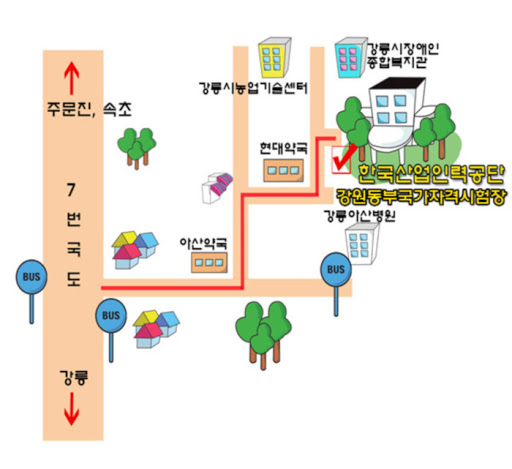 강릉시장애인
종합복지관
강릉시농업기술센터
주문진, 속초
현대약국
한국산업인력공단
강원동부국가자격시험장
7
번
국
도
강릉아산병원
아산약국
BUS
BUS
BUS
강릉